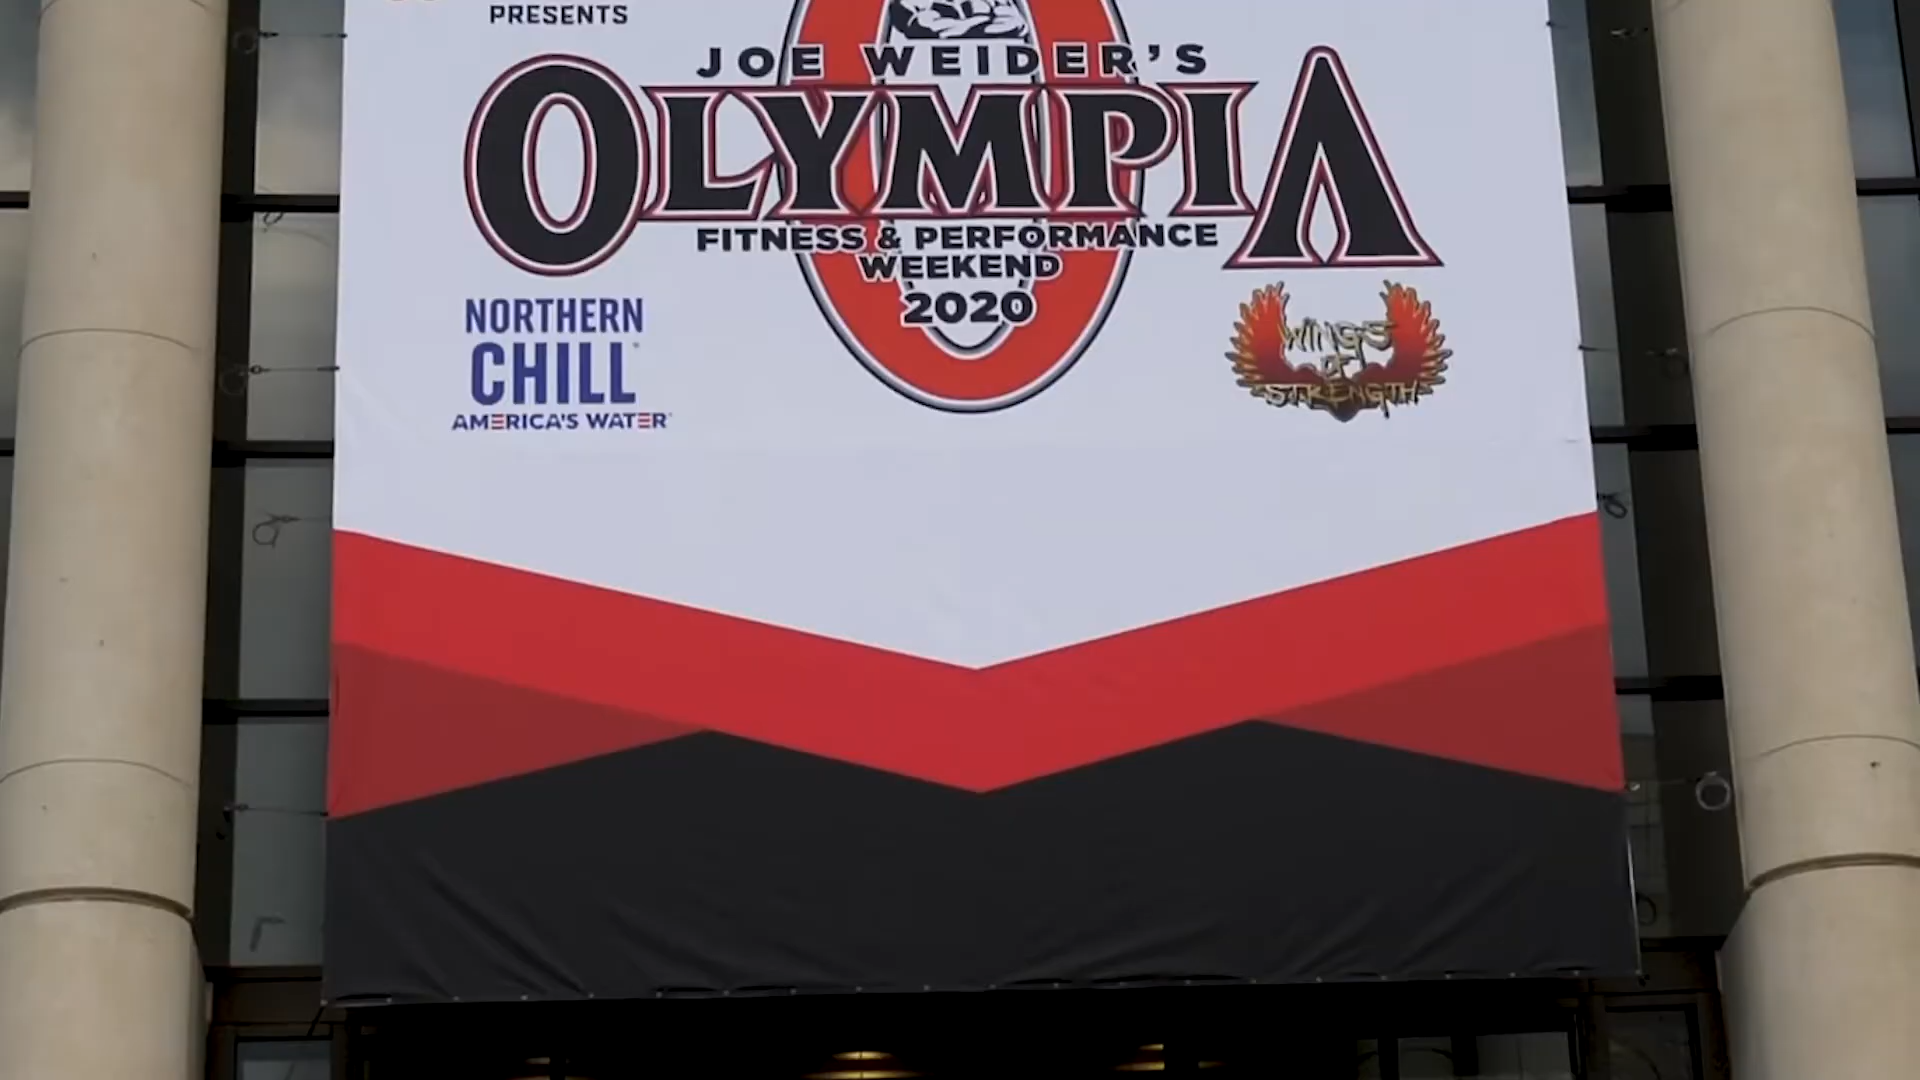 PRESENTS
JOE WEIDER'S
OLYMPIA
FITNESS & PERFORMANCE
WEEKEND
2020
NORTHERN
CHILL
AMERICA'S WATER
WINGS
OF
STRENGTH